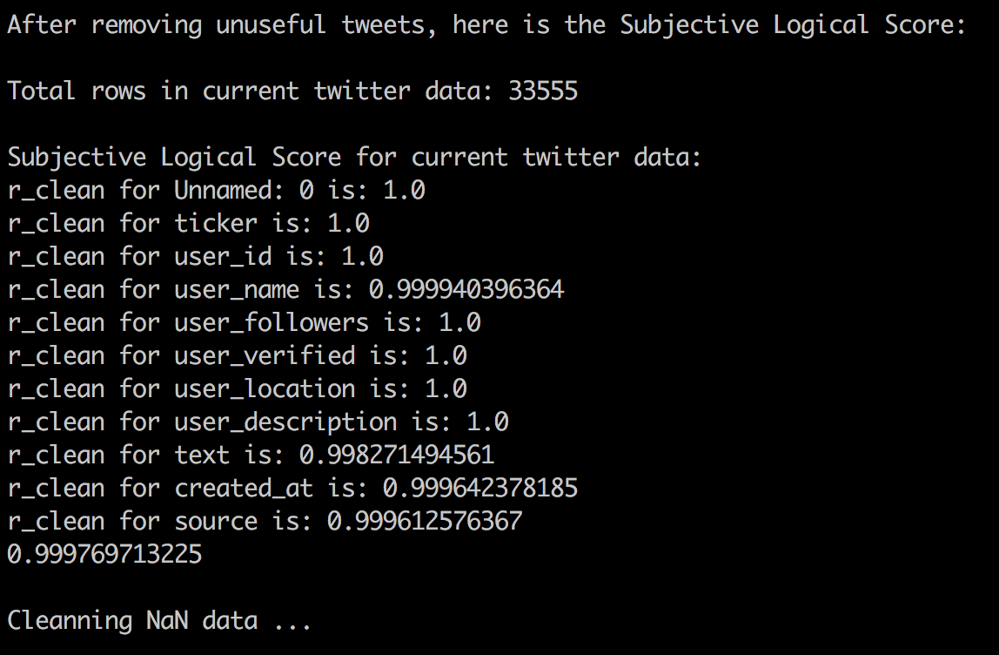 After removing unuseful tweets, here is the Subjective Logical Score:
Total rows in current twitter data: 33555
Subjective Logical Score for current twitter data:
r_clean for Unnamed: 0 is: 1.0
r_clean for ticker is: 1.0
r_clean for user_id is: 1.0
r_clean for user_name is: 0.999940396364
r_clean for user_followers is: 1.0
r_clean for user_verified is: 1.0
r_clean for user_location is: 1.0
r_clean for user_description is: 1.0
r_clean for text is: 0.998271494561
r_clean for created_at is: 0.999642378185
r_clean for source is: 0.999612576367
0.999769713225
Cleanning NaN data ...